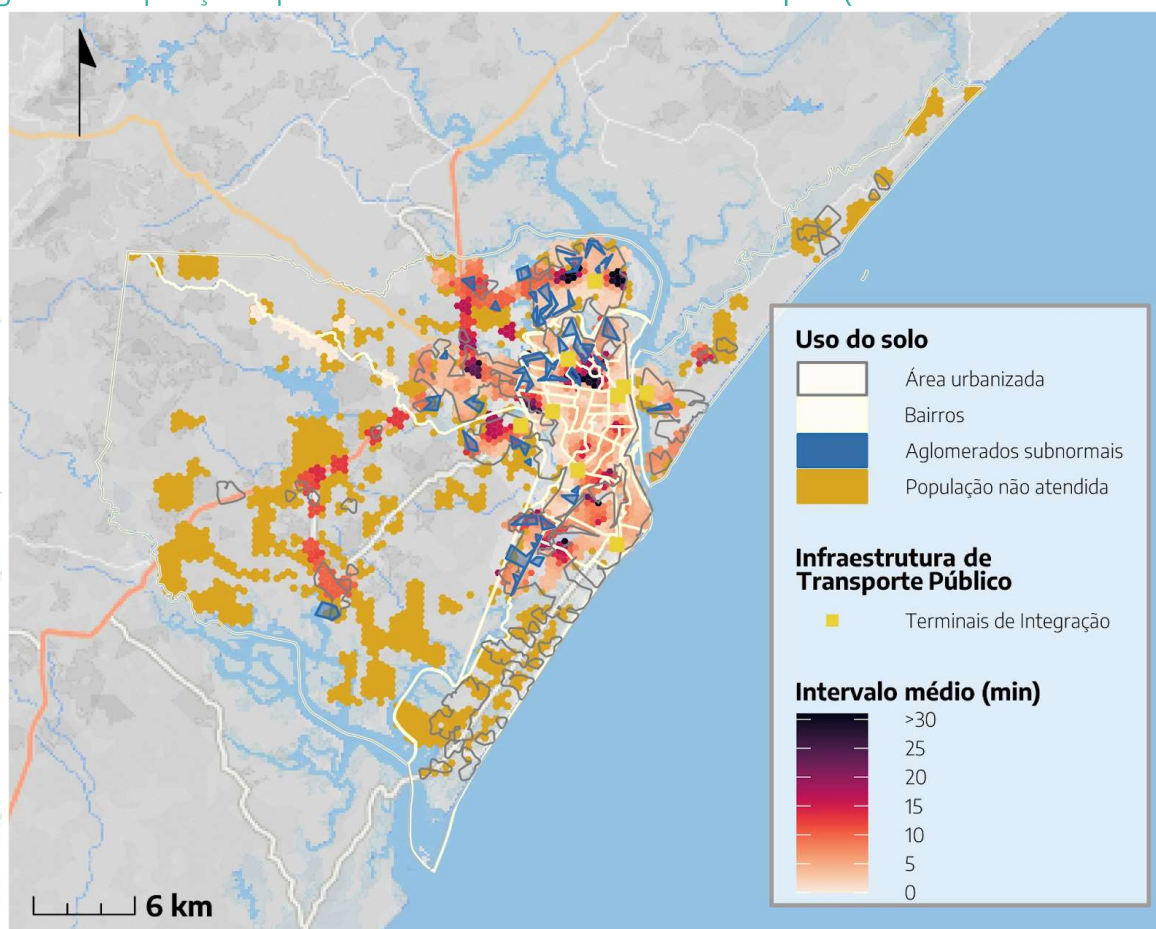 Uso do solo
Área urbanizada
Bairros
Aglomerados subnormais
População não atendida
Infraestrutura de
Transporte Público
Terminais de Integração
Intervalo médio (min)
>30
25
20
15
10
5
0
6 km